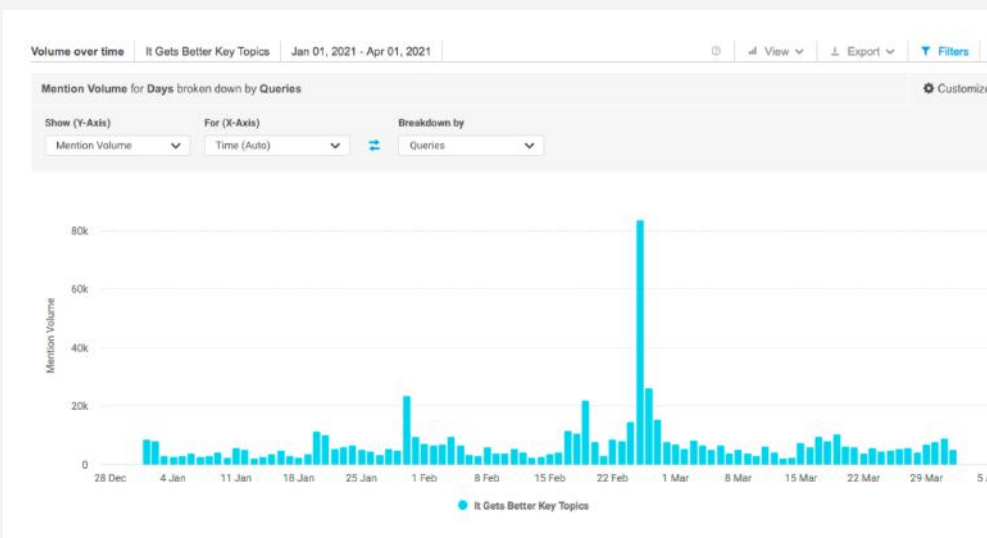 Volume over time It Gets Better Key Topics Jan 01, 2021 - Apr 01, 2021 View Export Filters
Mention Volume for Days broken down by Queries Customize
Show (Y-Axis) For (X-Axis) Breakdown by
Mention Volume Time (Auto) Queries
80k
60k
40k
20k
0
Mention Volume
28 Dec 4 Jan 11 Jan 18 Jan 25 Jan 1 Feb 8 Feb 15 Feb 22 Feb 1 Mar 8 Mar 15 Mar 22 Mar 29 Mar 5
It Gets Better Key Topics